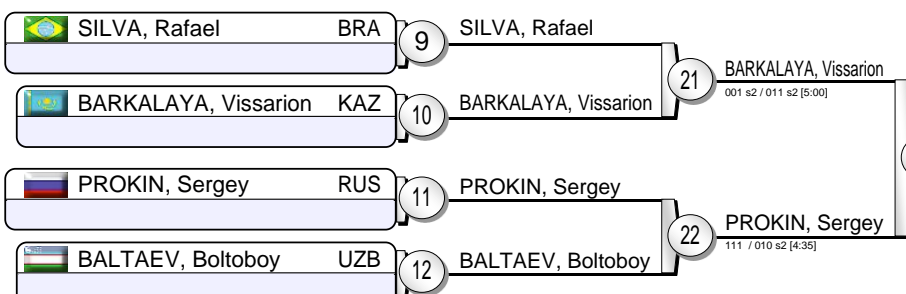 SILVA, Rafael BRA 9 SILVA, Rafael
21 BARKALAYA, Vissarion
001 s2 / 011 s2 [5:00]
BARKALAYA, Vissarion KAZ 10 BARKALAYA, Vissarion
PROKIN, Sergey RUS 11 PROKIN, Sergey
22 PROKIN, Sergey
111 / 010 s2 [4:35]
BALTAEV, Boltoboy UZB 12 BALTAEV, Boltoboy